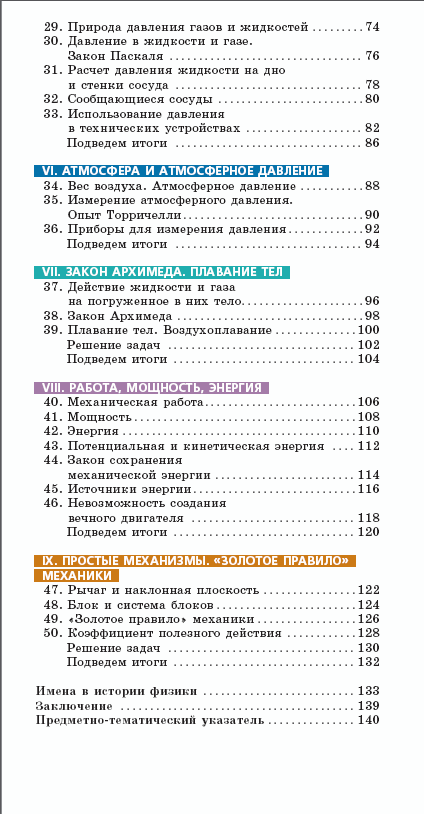 29. Природа давления газов и жидкостей ......... 74
30. Давление в жидкости и газе.
Закон Паскаля .............................. 76
31. Расчет давления жидкости на дно
и стенки сосуда ............................. 78
32. Сообщающиеся сосуды ...................... 80
33. Использование давления
в технических устройствах .................. 82
Подведем итоги ............................. 86
VI. АТМОСФЕРА И АТМОСФЕРНОЕ ДАВЛЕНИЕ
34. Вес воздуха. Атмосферное давление ........... 88
35. Измерение атмосферного давления.
Опыт Торричелли............................ 90
36. Приборы для измерения давления............ 92
Подведем итоги ............................. 94
VII. ЗАКОН АРХИМЕДА. ПЛАВАНИЕ ТЕЛ
37. Действие жидкости и газа
на погруженное в них тело................... 96
38. Закон Архимеда ............................. 98
39. Плавание тел. Воздухоплавание ............. 100
Решение задач ............................. 102
Подведем итоги ............................ 104
VIII. РАБОТА, МОЩНОСТЬ, ЭНЕРГИЯ
40. Механическая работа........................ 106
41. Мощность................................... 108
42. Энергия .................................... 110
43. Потенциальная и кинетическая энергия .... 112
44. Закон сохранения
механической энергии ...................... 114
45. Источники энергии.......................... 116
46. Невозможность создания
вечного двигателя ......................... 118
Подведем итоги ............................ 120
IX. ПРОСТЫЕ МЕХАНИЗМЫ. «ЗОЛОТОЕ ПРАВИЛО»
МЕХАНИКИ
47. Рычаг и наклонная плоскость ............... 122
48. Блок и система блоков ...................... 124
49. «Золотое правило» механики ................ 126
50. Коэффициент полезного действия ........... 128
Решение задач ............................. 130
Подведем итоги ............................ 132
Имена в истории физики ........................ 133
Заключение .................................... 139
Предметно-тематический указатель ............... 140